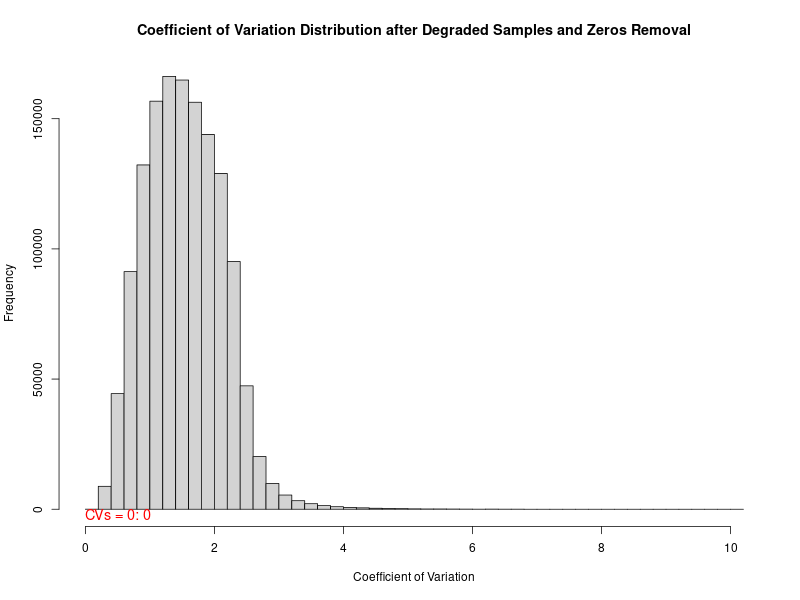 Coefficient of Variation Distribution after Degraded Samples and Zeros Removal
Frequency
150000
100000
50000
0
CVs = 0: 0
0 2 4 6 8 10
Coefficient of Variation